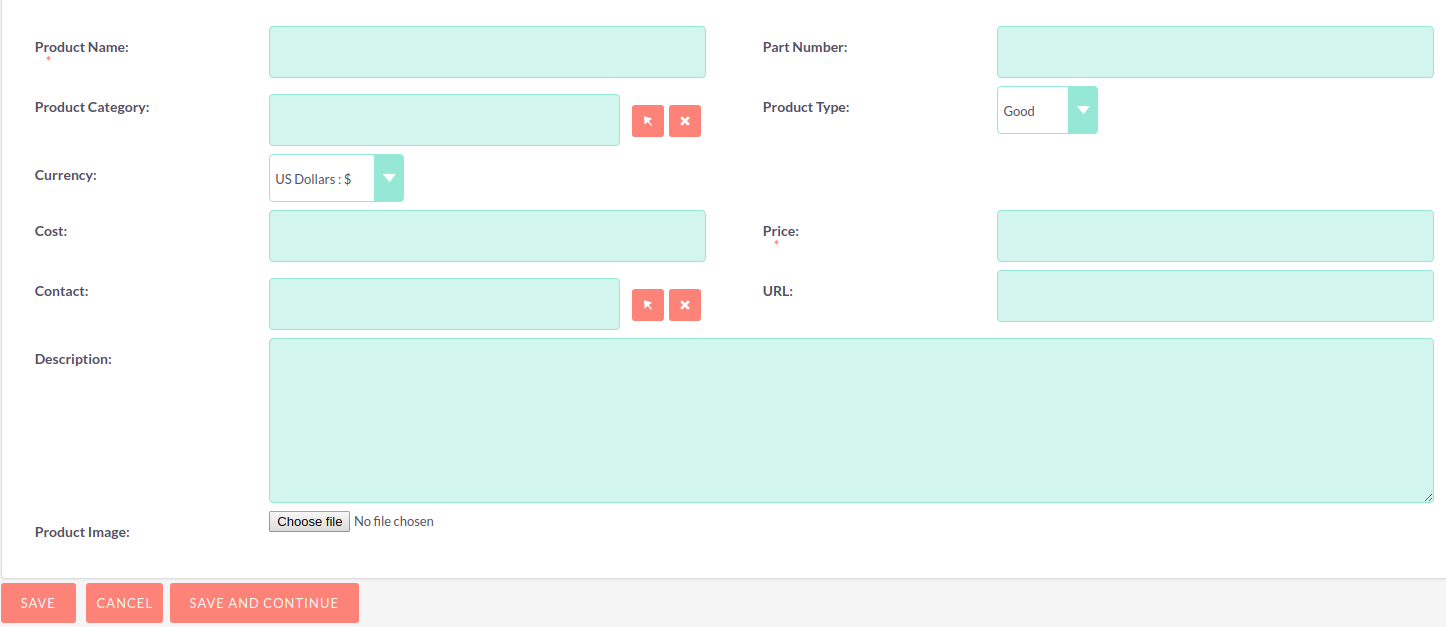 Product Name:
*
Part Number:
Product Category:
Product Type:
Good
Currency:
US Dollars : $
Cost:
Price:
*
Contact:
URL:
Description:
Product Image:
Choose file No file chosen
SAVE
CANCEL
SAVE AND CONTINUE